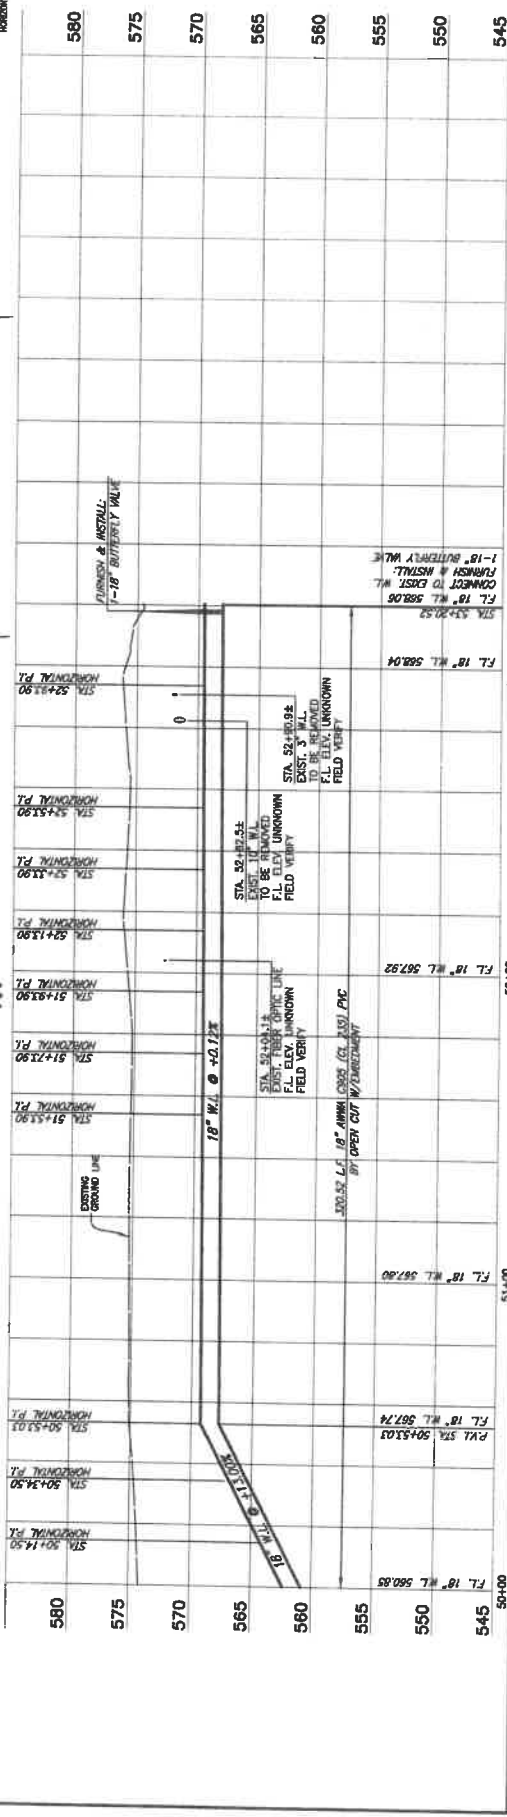 HORIZON
580
575
570
565
560
555
550
545
FURNISH & INSTALL:
1-18" BUTTERFLY VALVE
STA. 53+20.52
F.L. 18" W.L. 568.06
CONNECT TO EXIST. W.L.
FURNISH & INSTALL:
1-18" BUTTERFLY VALVE
F.L. 18" W.L. 568.04
STA. 52+93.90
HORIZONTAL P.I.
STA. 52+90.9±
EXIST. 3" W.L.
TO BE REMOVED
F.L. ELEV. UNKNOWN
FIELD VERIFY
STA. 52+82.5±
EXIST. 10" W.L.
TO BE REMOVED
F.L. ELEV. UNKNOWN
FIELD VERIFY
STA. 52+53.90
HORIZONTAL P.I.
STA. 52+33.90
HORIZONTAL P.I.
STA. 52+13.90
HORIZONTAL P.I.
F.L. 18" W.L. 567.92
STA. 52+04.1±
EXIST. FIBER OPTIC LINE
F.L. ELEV. UNKNOWN
FIELD VERIFY
STA. 51+93.90
HORIZONTAL P.I.
STA. 51+73.90
HORIZONTAL P.I.
STA. 51+53.90
HORIZONTAL P.I.
18" W.L. @ +0.12%
320.52 L.F. 18" AWWA C905 (CL. 235) PVC
BY OPEN CUT W/EMBEDMENT
EXISTING
GROUND LINE
F.L. 18" W.L. 567.80
51+00
STA. 50+53.03
HORIZONTAL P.I.
P.V.I. STA. 50+53.03
F.L. 18" W.L. 567.74
STA. 50+34.50
HORIZONTAL P.I.
STA. 50+14.50
HORIZONTAL P.I.
18" W.L. @ +13.00%
F.L. 18" W.L. 560.85
50+00
580
575
570
565
560
555
550
545